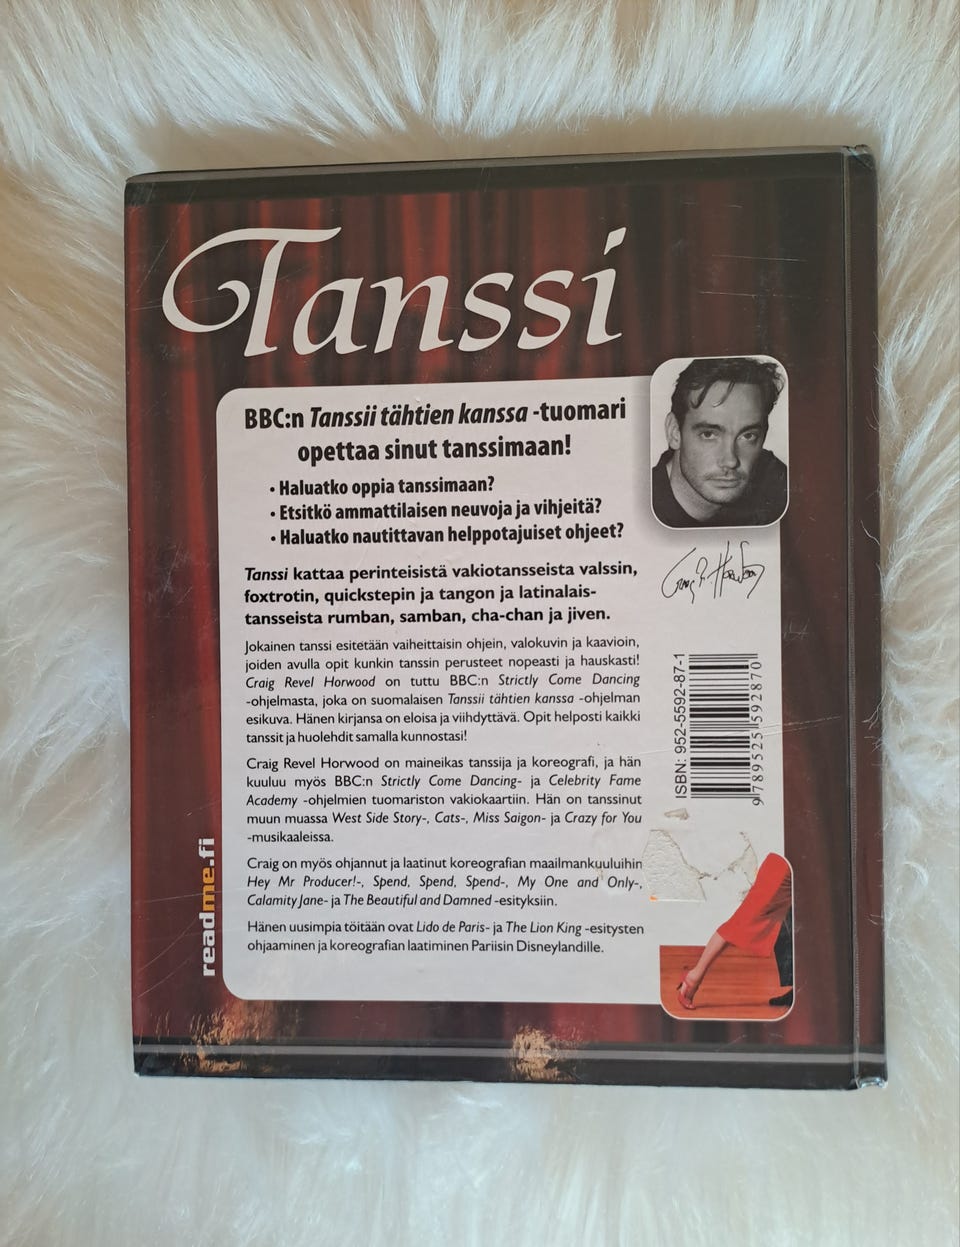 Tanssi
BBC:n Tanssii tähtien kanssa -tuomari
opettaa sinut tanssimaan!
• Haluatko oppia tanssimaan?
• Etsitkö ammattilaisen neuvoja ja vihjeitä?
• Haluatko nautittavan helppotajuiset ohjeet?
Tanssi kattaa perinteisistä vakiotansseista valssin,
foxtrotin, quickstepin ja tangon ja latinalais-
tansseista rumban, samban, cha-chan ja jiven.
Jokainen tanssi esitetään vaiheittaisin ohjein, valokuvin ja kaavioin,
joiden avulla opit kunkin tanssin perusteet nopeasti ja hauskasti!
Craig Revel Horwood on tuttu BBC:n Strictly Come Dancing
-ohjelmasta, joka on suomalaisen Tanssii tähtien kanssa -ohjelman
esikuva. Hänen kirjansa on eloisa ja viihdyttävä. Opit helposti kaikki
tanssit ja huolehdit samalla kunnostasi!
Craig Revel Horwood on maineikas tanssija ja koreografi, ja hän
kuuluu myös BBC:n Strictly Come Dancing- ja Celebrity Fame
Academy -ohjelmien tuomariston vakiokaartiin. Hän on tanssinut
muun muassa West Side Story-, Cats-, Miss Saigon- ja Crazy for You
-musikaaleissa.
Craig on myös ohjannut ja laatinut koreografian maailmankuuluihin
Hey Mr Producer!-, Spend, Spend, Spend-, My One and Only-,
Calamity Jane- ja The Beautiful and Damned -esityksiin.
Hänen uusimpia töitään ovat Lido de Paris- ja The Lion King -esitysten
ohjaaminen ja koreografian laatiminen Pariisin Disneylandille.
ISBN: 952-5592-87-1
9789525592870
readme.fi